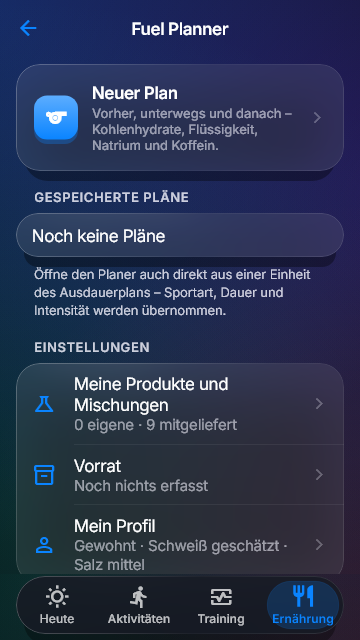 Fuel Planner
Neuer Plan
Vorher, unterwegs und danach –
Kohlenhydrate, Flüssigkeit,
Natrium und Koffein.
GESPEICHERTE PLÄNE
Noch keine Pläne
Öffne den Planer auch direkt aus einer Einheit
des Ausdauerplans – Sportart, Dauer und
Intensität werden übernommen.
EINSTELLUNGEN
Meine Produkte und
Mischungen
0 eigene · 9 mitgeliefert
Vorrat
Noch nichts erfasst
Mein Profil
Gewohnt · Schweiß geschätzt ·
Salz mittel
Heute
Aktivitäten
Training
Ernährung